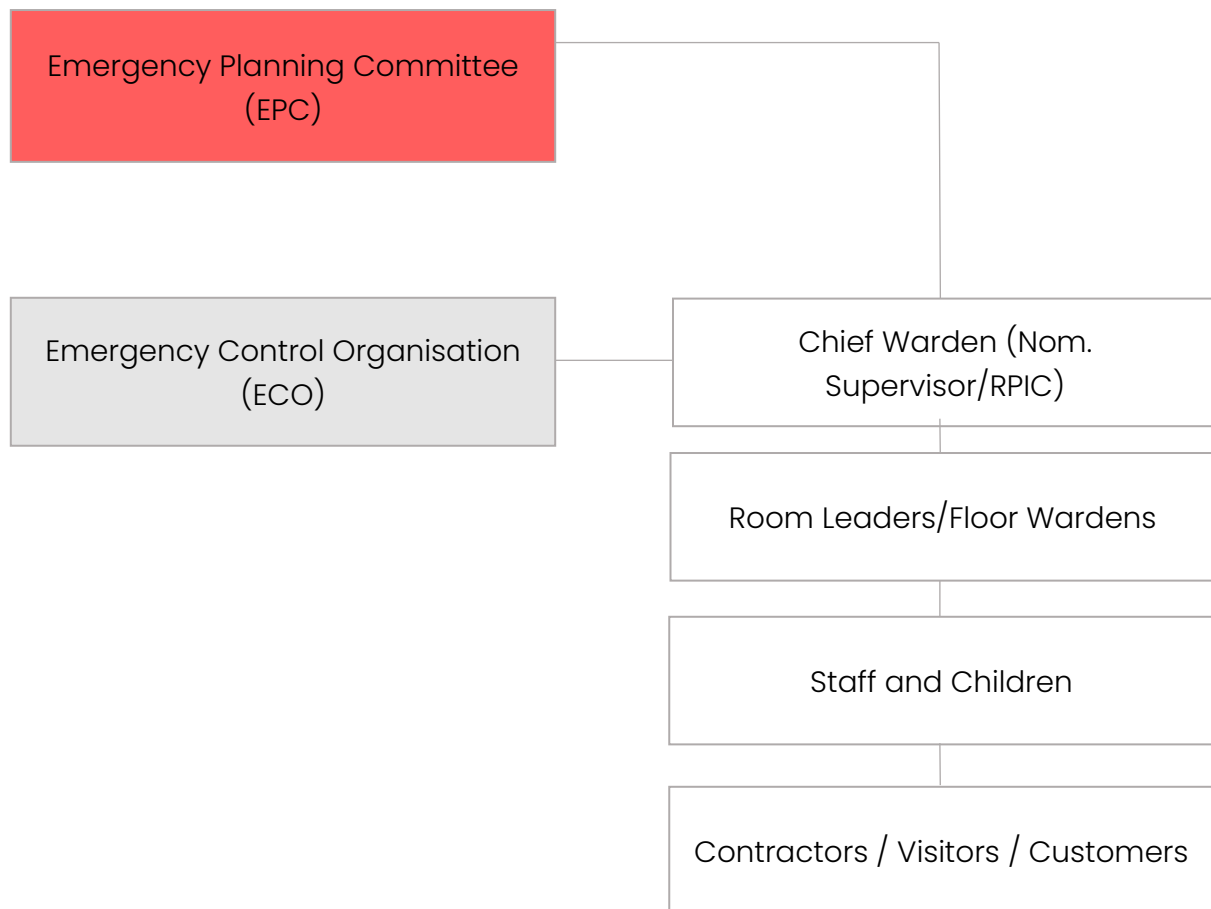 Emergency Planning Committee
(EPC)
Emergency Control Organisation
(ECO)
Chief Warden (Nom.
Supervisor/RPIC)
Room Leaders/Floor Wardens
Staff and Children
Contractors / Visitors / Customers